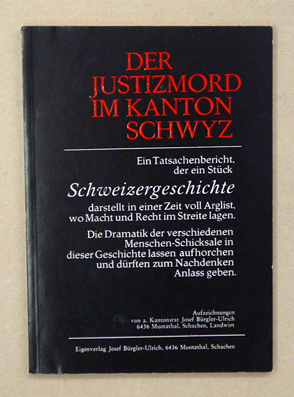 DER
JUSTIZMORD
IM KANTON
SCHWYZ
Ein Tatsachenbericht,
der ein Stück
Schweizergeschichte
darstellt in einer Zeit voll Arglist,
wo Macht und Recht im Streite lagen.
Die Dramatik der verschiedenen
Menschen-Schicksale in
dieser Geschichte lassen aufhorchen
und dürften zum Nachdenken
Anlass geben.
Aufzeichnungen
von a. Kantonsrat Josef Bürgler-Ulrich
6436 Muotathal, Schachen, Landwirt
Eigenverlag Josef Bürgler-Ulrich, 6436 Muotathal, Schachen